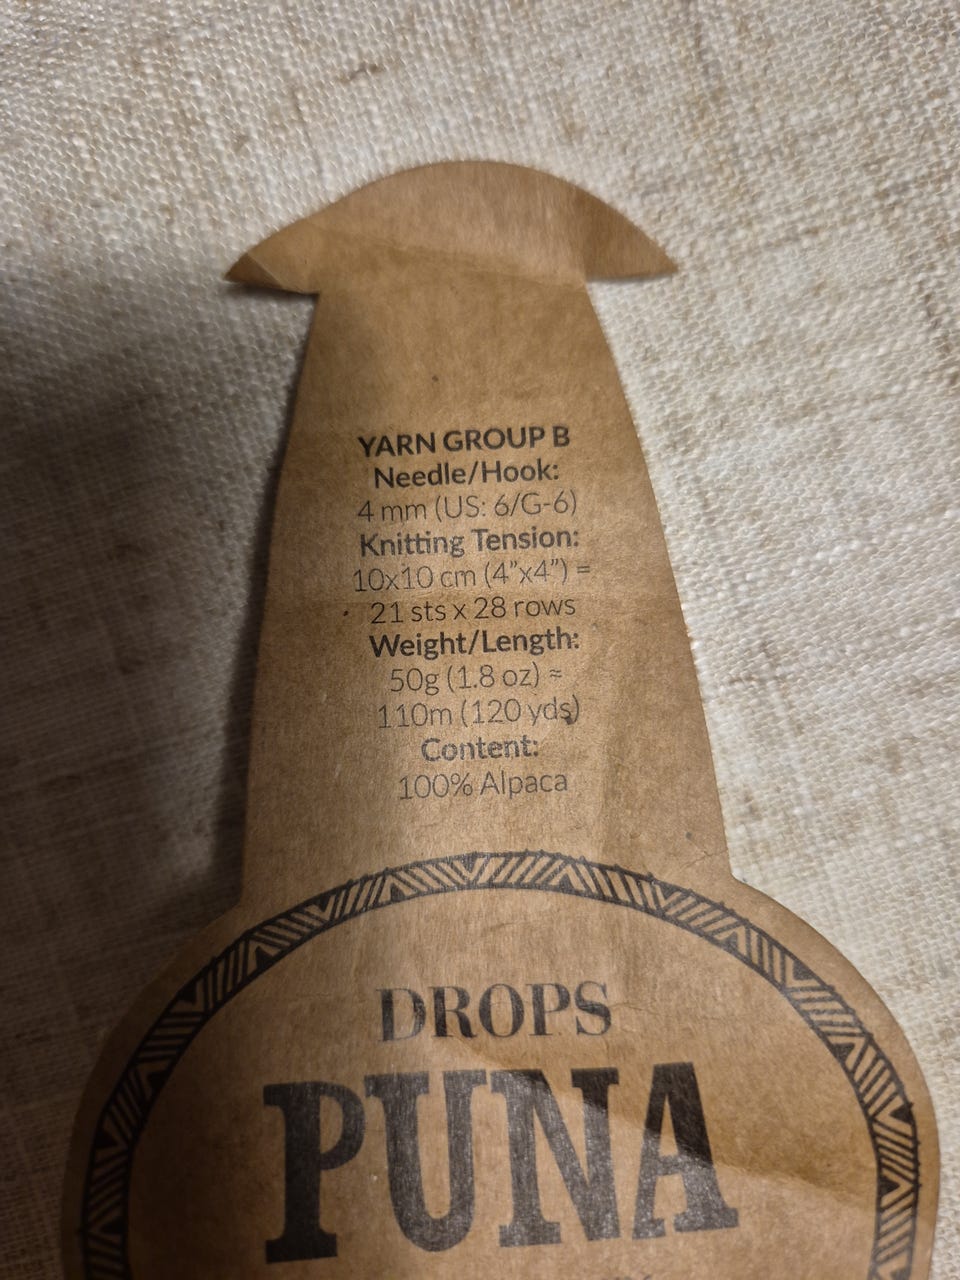 YARN GROUP B
Needle/Hook:
4 mm (US: 6/G-6)
Knitting Tension:
10x10 cm (4”x4”) =
21 sts x 28 rows
Weight/Length:
50g (1.8 oz) ≈
110m (120 yds)
Content:
100% Alpaca
DROPS
PUNA